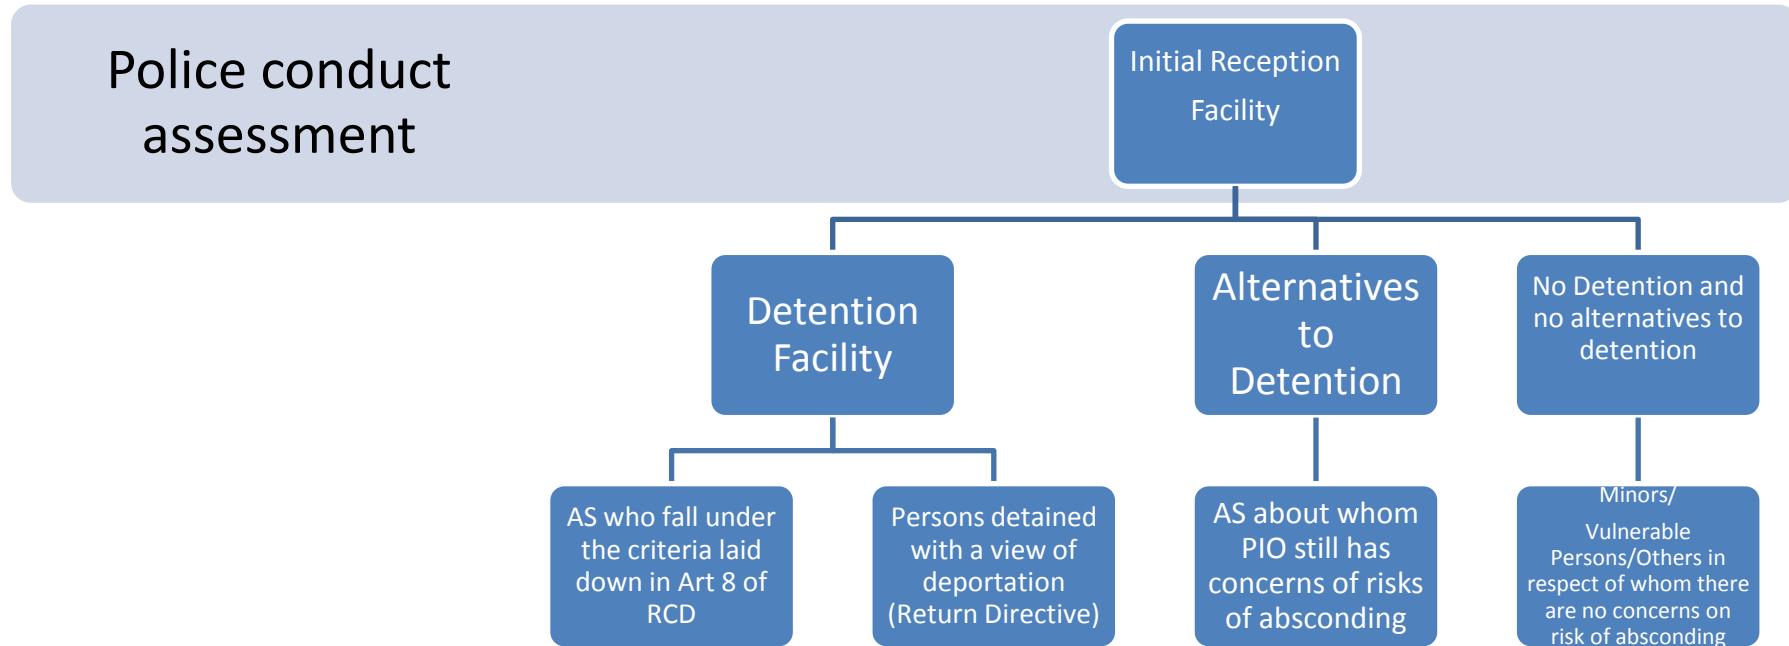 Police conduct
assessment
Initial Reception
Facility
Detention
Facility
Alternatives
to
Detention
No Detention and
no alternatives to
detention
AS who fall under
the criteria laid
down in Art 8 of
RCD
Persons detained
with a view of
deportation
(Return Directive)
AS about whom
PIO still has
concerns of risks
of absconding
Minors/
Vulnerable
Persons/Others in
respect of whom there
are no concerns on
risk of absconding